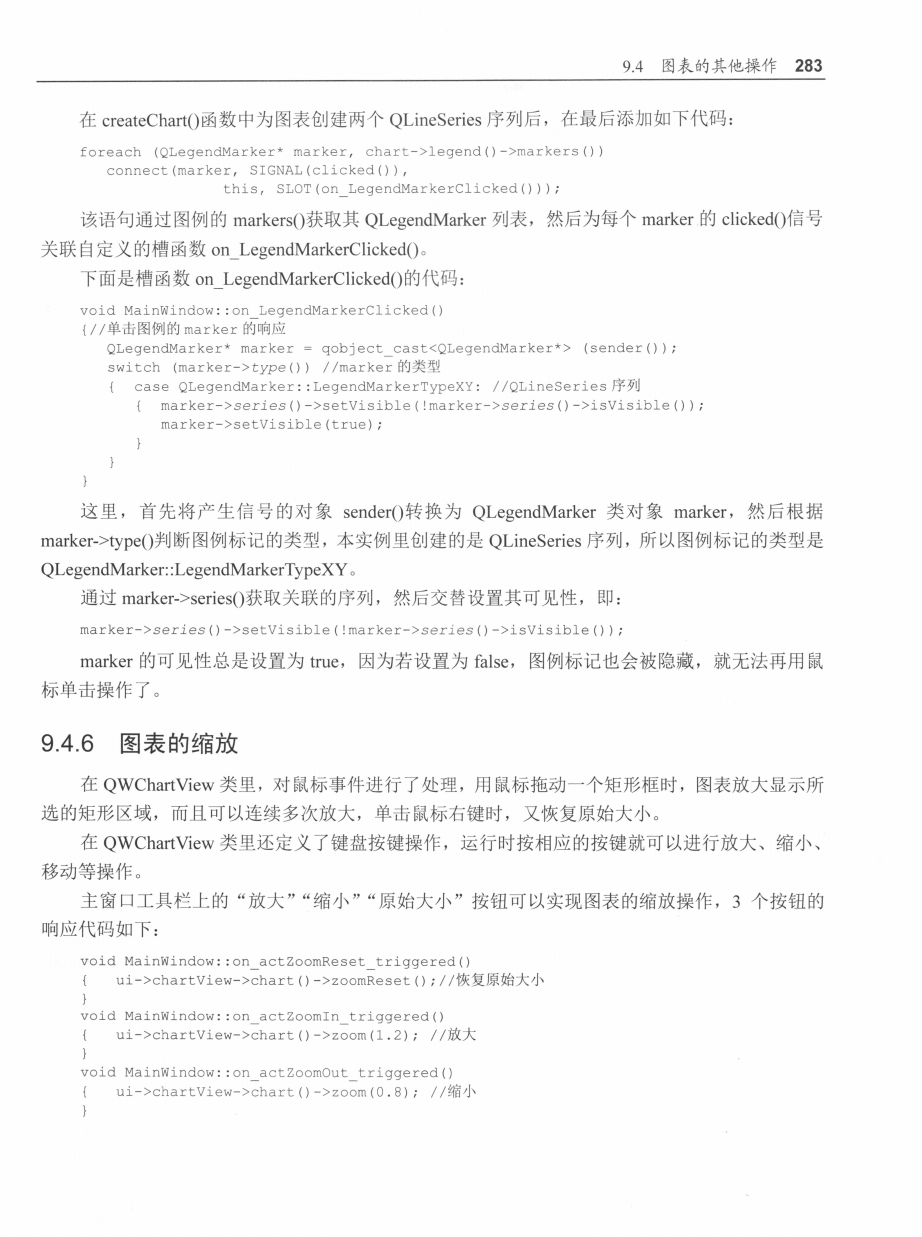 9.4 图表的其他操作 283
在 createChart()函数中为图表创建两个 QLineSeries 序列后，在最后添加如下代码：
foreach (QLegendMarker* marker, chart->legend()->markers())
connect(marker, SIGNAL(clicked()),
this, SLOT(on_LegendMarkerClicked()));
该语句通过图例的 markers()获取其 QLegendMarker 列表，然后为每个 marker 的 clicked()信号
关联自定义的槽函数 on_LegendMarkerClicked()。
下面是槽函数 on_LegendMarkerClicked()的代码：
void MainWindow::on_LegendMarkerClicked()
{//单击图例的 marker 的响应
QLegendMarker* marker = qobject_cast<QLegendMarker*> (sender());
switch (marker->type()) //marker 的类型
{ case QLegendMarker::LegendMarkerTypeXY: //QLineSeries 序列
{ marker->series()->setVisible(!marker->series()->isVisible());
marker->setVisible(true);
}
}
}
这里，首先将产生信号的对象 sender()转换为 QLegendMarker 类对象 marker，然后根据
marker->type()判断图例标记的类型，本实例里创建的是 QLineSeries 序列，所以图例标记的类型是
QLegendMarker::LegendMarkerTypeXY。
通过 marker->series()获取关联的序列，然后交替设置其可见性，即：
marker->series()->setVisible(!marker->series()->isVisible());
marker 的可见性总是设置为 true，因为若设置为 false，图例标记也会被隐藏，就无法再用鼠
标单击操作了。
9.4.6 图表的缩放
在 QWChartView 类里，对鼠标事件进行了处理，用鼠标拖动一个矩形框时，图表放大显示所
选的矩形区域，而且可以连续多次放大，单击鼠标右键时，又恢复原始大小。
在 QWChartView 类里还定义了键盘按键操作，运行时按相应的按键就可以进行放大、缩小、
移动等操作。
主窗口工具栏上的“放大”“缩小”“原始大小”按钮可以实现图表的缩放操作，3 个按钮的
响应代码如下：
void MainWindow::on_actZoomReset_triggered()
{ ui->chartView->chart()->zoomReset();//恢复原始大小
}
void MainWindow::on_actZoomIn_triggered()
{ ui->chartView->chart()->zoom(1.2); //放大
}
void MainWindow::on_actZoomOut_triggered()
{ ui->chartView->chart()->zoom(0.8); //缩小
}